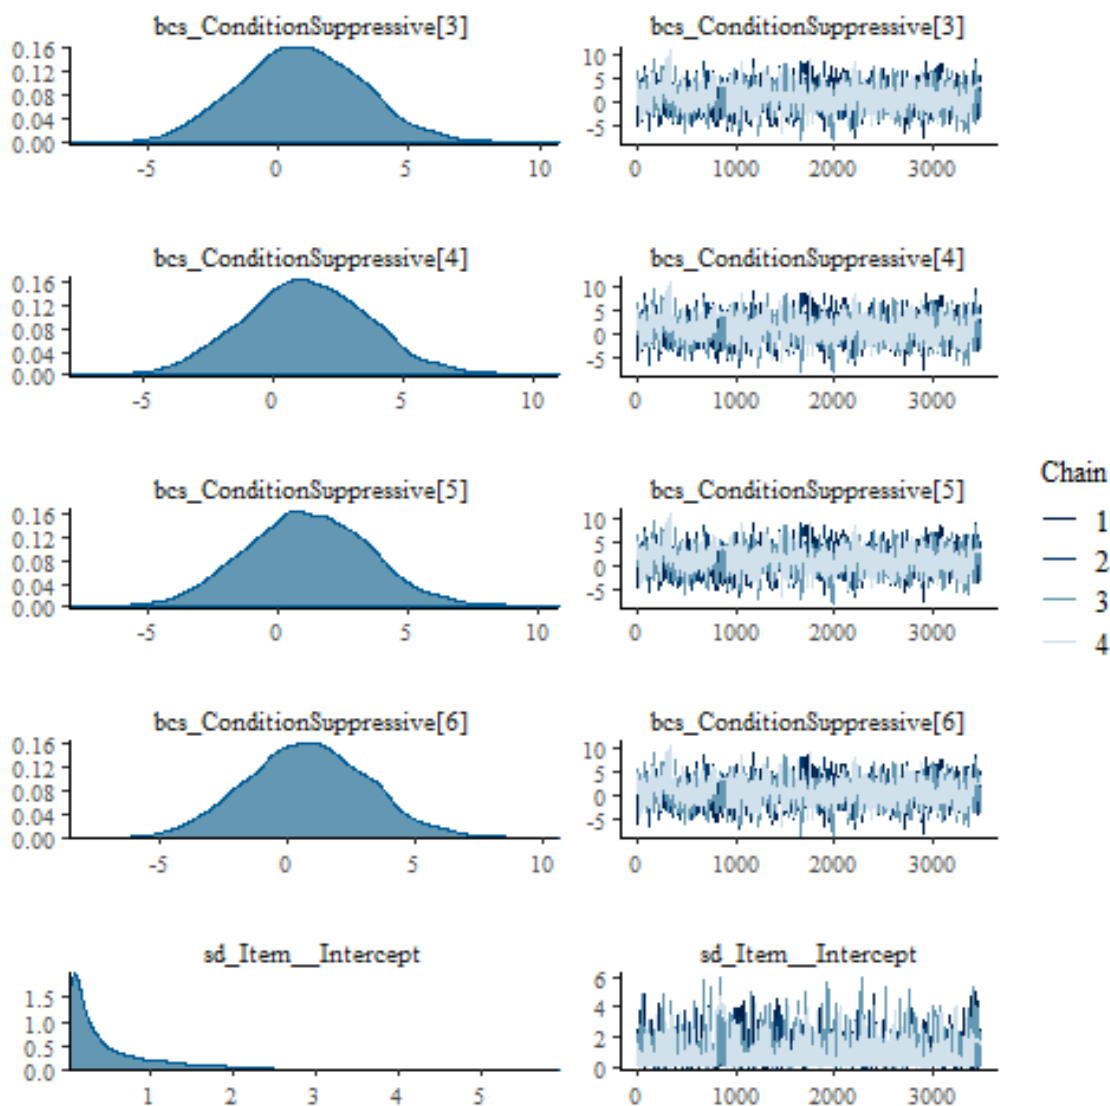 bcs_ConditionSuppressive[3]
0.16
0.12
0.08
0.04
0.00
-5 0 5 10
bcs_ConditionSuppressive[3]
10
5
0
-5
0 1000 2000 3000
bcs_ConditionSuppressive[4]
0.16
0.12
0.08
0.04
0.00
-5 0 5 10
bcs_ConditionSuppressive[4]
10
5
0
-5
0 1000 2000 3000
bcs_ConditionSuppressive[5]
0.16
0.12
0.08
0.04
0.00
-5 0 5 10
bcs_ConditionSuppressive[5]
10
5
0
-5
0 1000 2000 3000
bcs_ConditionSuppressive[6]
0.16
0.12
0.08
0.04
0.00
-5 0 5 10
bcs_ConditionSuppressive[6]
10
5
0
-5
0 1000 2000 3000
sd_Item__Intercept
1.5
1.0
0.5
0.0
1 2 3 4 5
sd_Item__Intercept
6
4
2
0
0 1000 2000 3000
Chain
1
2
3
4